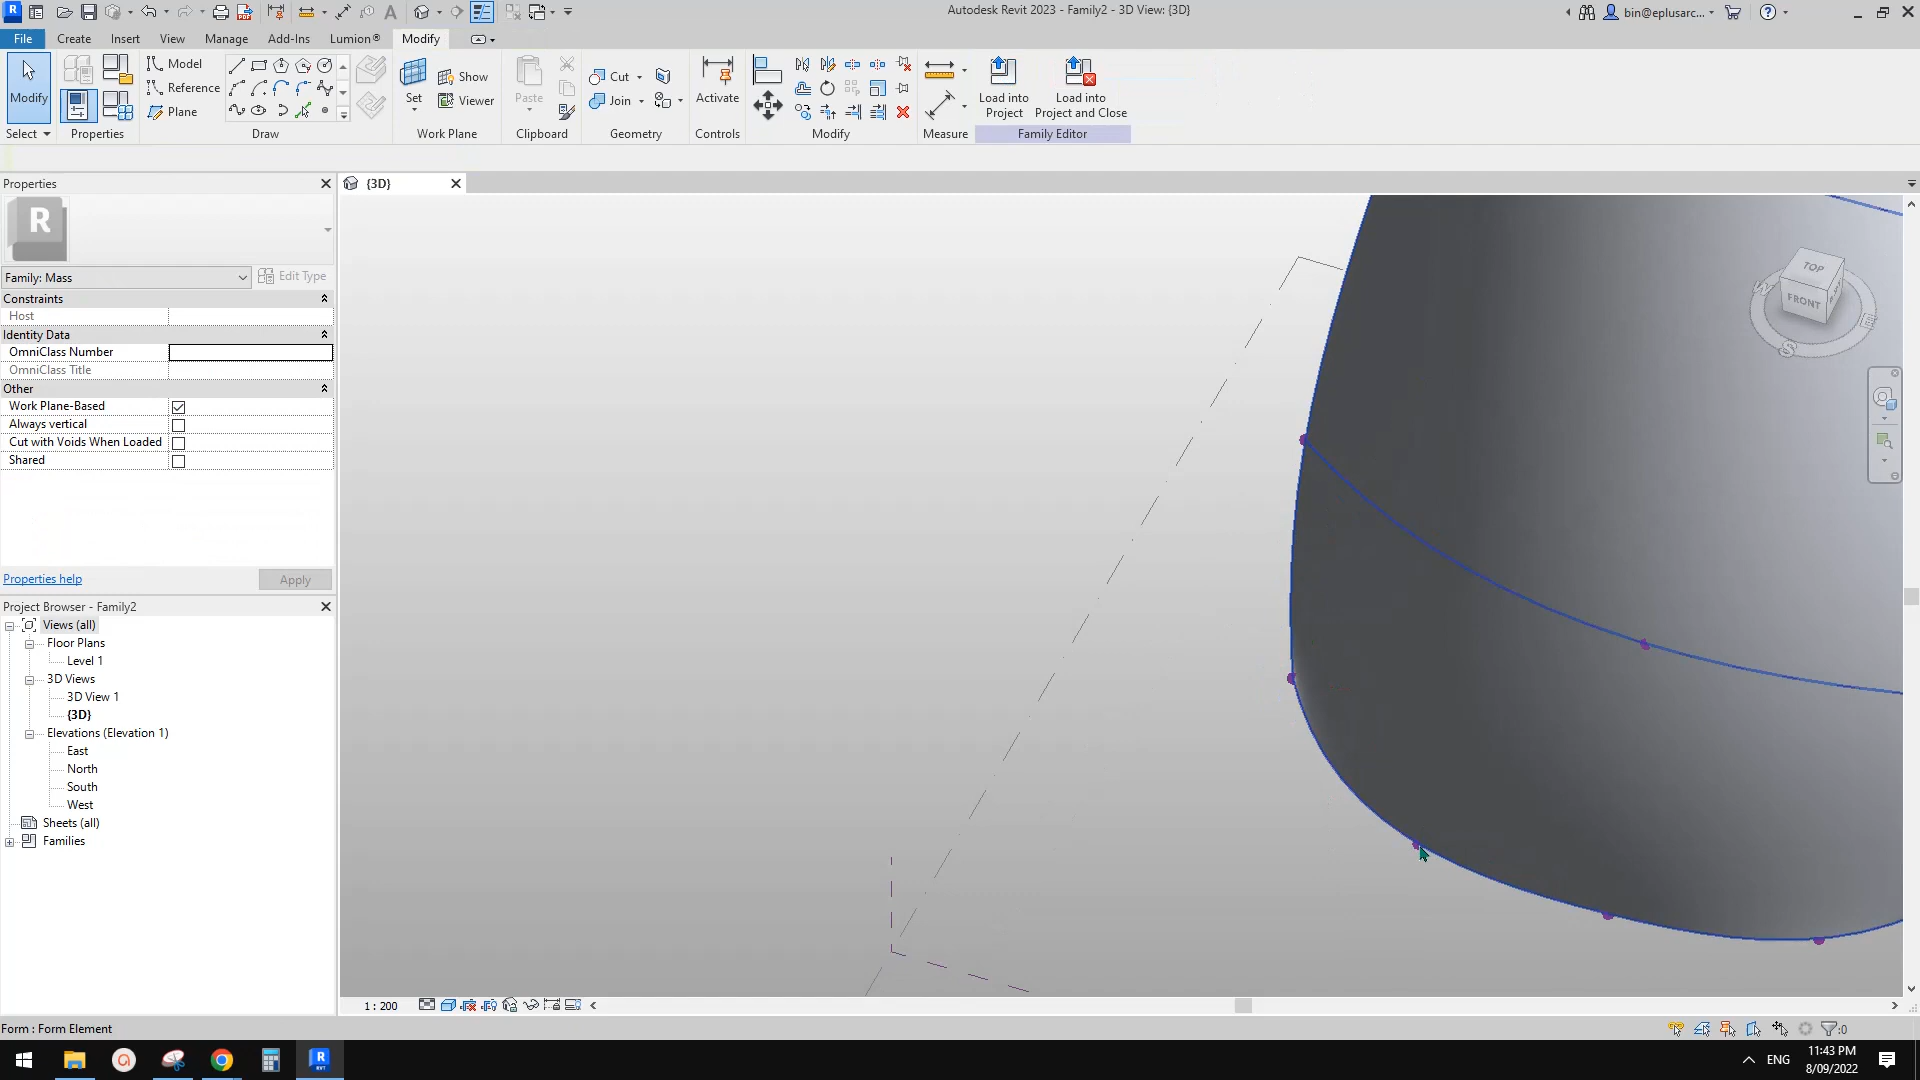 Autodesk Revit 2023 - Family2 - 3D View: {3D}
bin@eplusarc...
File Create Insert View Manage Add-Ins Lumion® Modify
Modify
Model
Reference
Plane
Set
Show
Viewer
Paste
Cut
Join
Activate
Load into
Project
Load into
Project and Close
Select Properties Draw Work Plane Clipboard Geometry Controls Modify Measure Family Editor
Properties
{3D}
R
Family: Mass
Edit Type
Constraints
Host
Identity Data
OmniClass Number
OmniClass Title
Other
Work Plane-Based
Always vertical
Cut with Voids When Loaded
Shared
Properties help
Apply
TOP
FRONT
W
S
E
Project Browser - Family2
Views (all)
Floor Plans
Level 1
3D Views
3D View 1
{3D}
Elevations (Elevation 1)
East
North
South
West
Sheets (all)
Families
1 : 200
Form : Form Element
:0
ENG
11:43 PM
8/09/2022